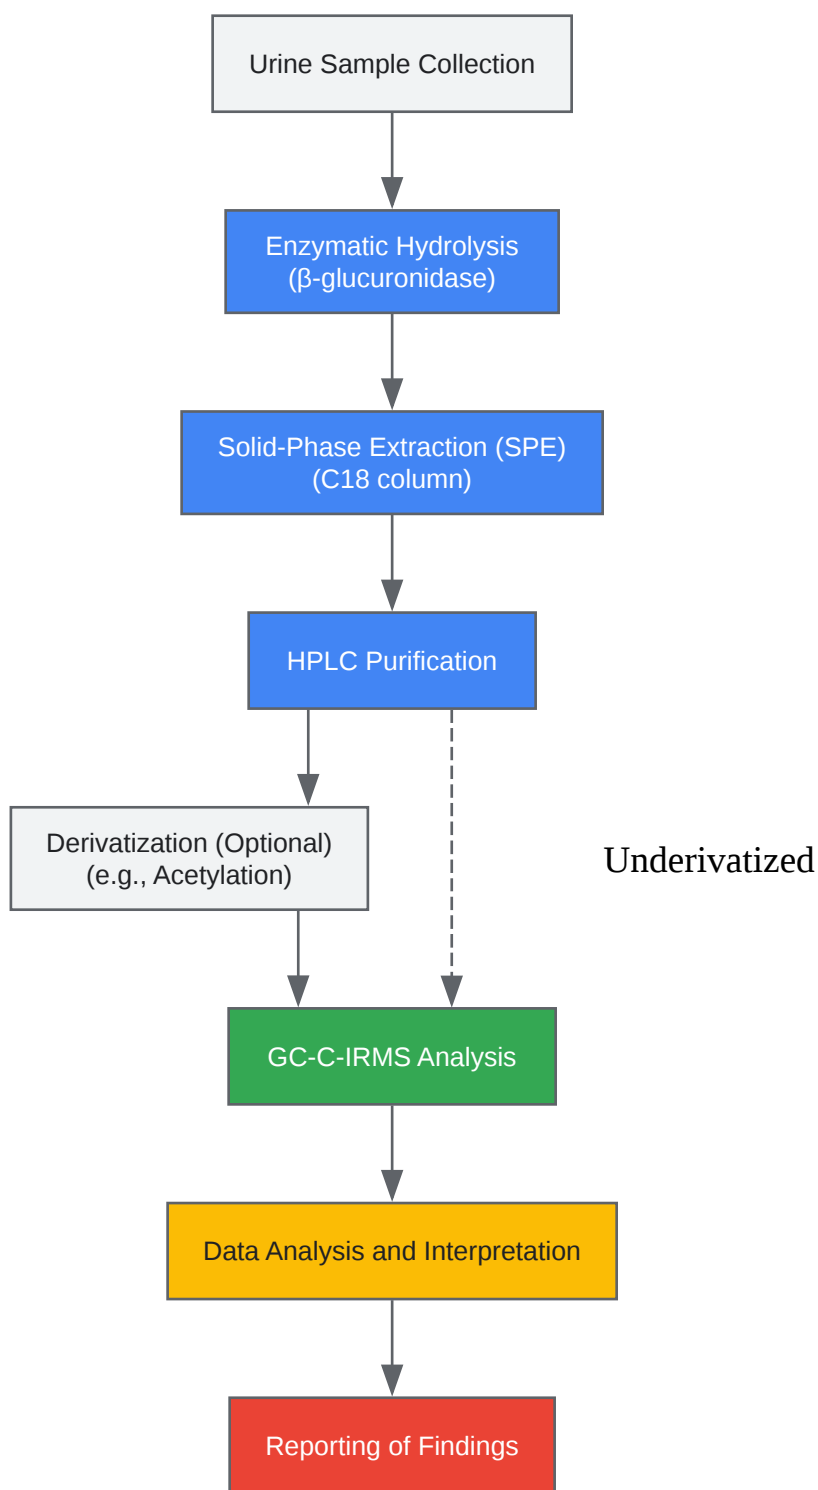 Urine Sample Collection
Enzymatic Hydrolysis
(β-glucuronidase)
Solid-Phase Extraction (SPE)
(C18 column)
HPLC Purification
Derivatization (Optional)
(e.g., Acetylation)
Underivatized
GC-C-IRMS Analysis
Data Analysis and Interpretation
Reporting of Findings